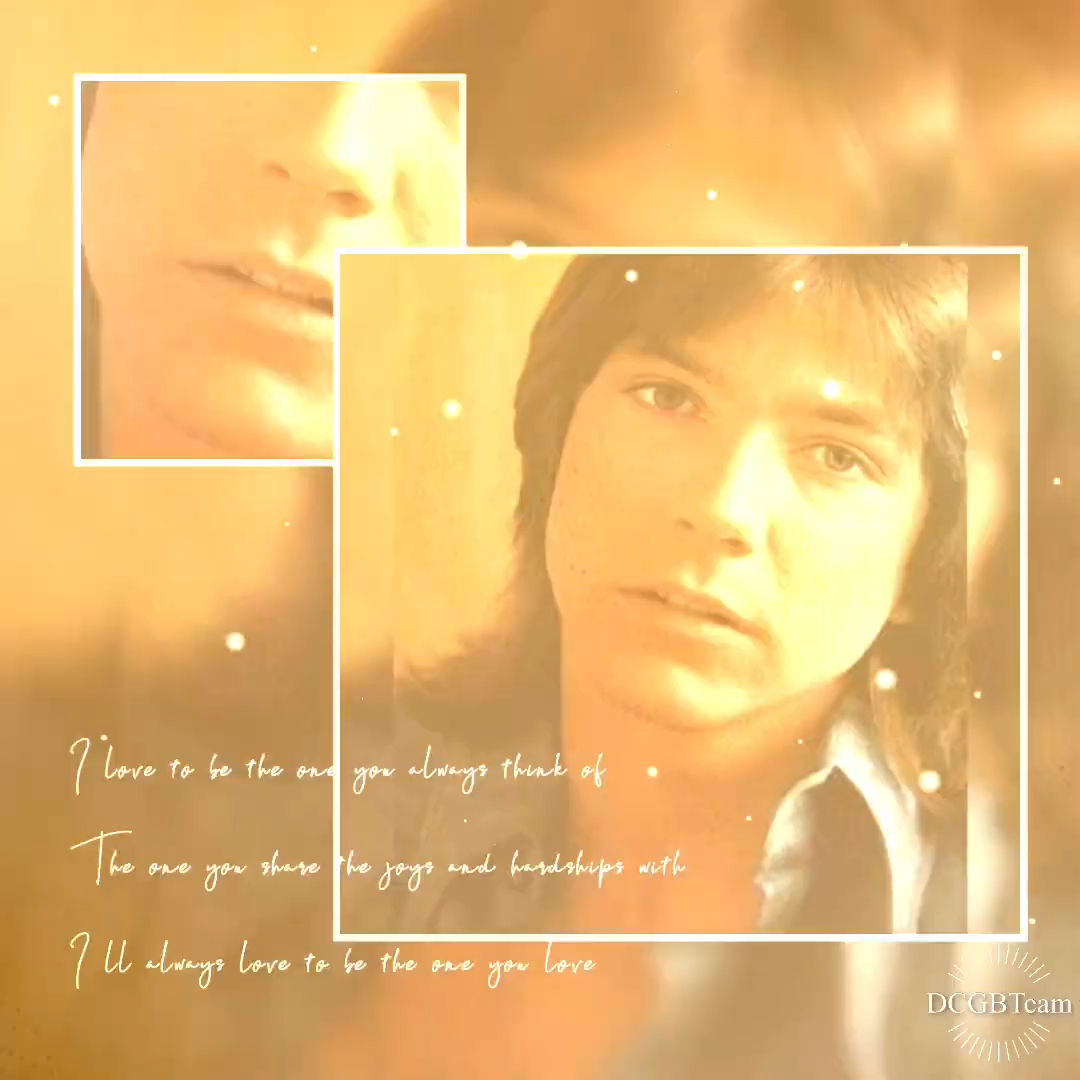 I love to be the one you always think of
The one you share the joys and hardships with
I ll always love to be the one you love
DCGBTeam